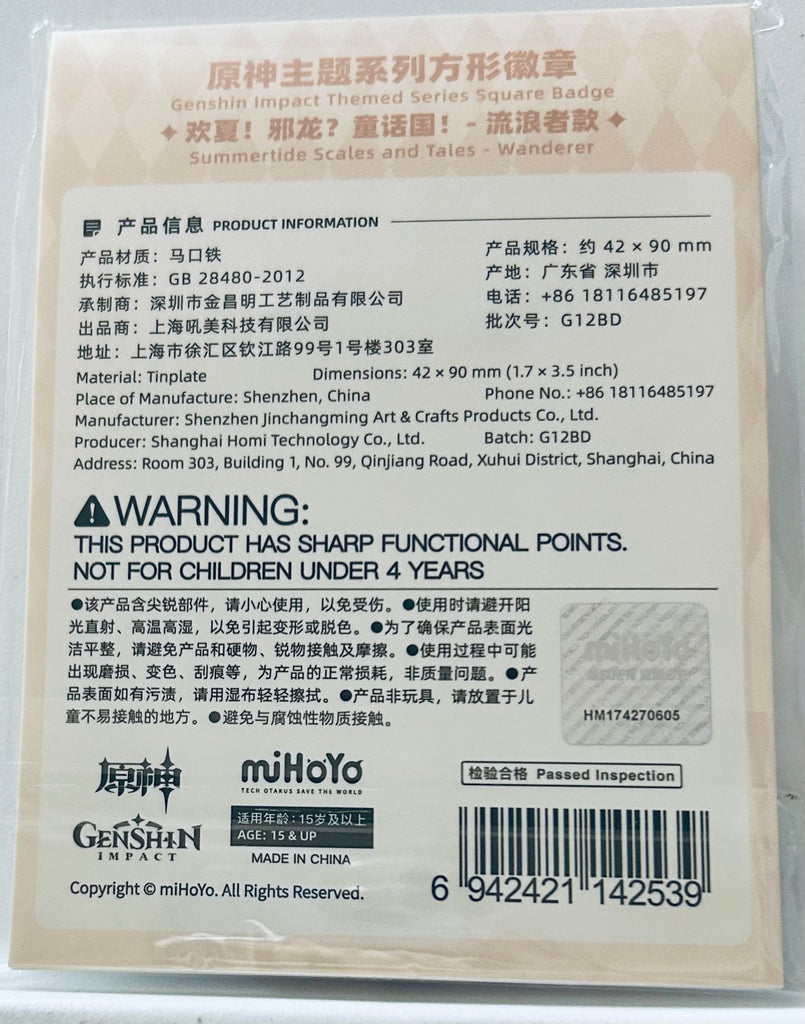 原神主题系列方形徽章
Genshin Impact Themed Series Square Badge
欢夏！邪龙？童话国！- 流浪者款
Summertide Scales and Tales - Wanderer
产品信息 PRODUCT INFORMATION
产品材质：马口铁 产品规格：约 42 × 90 mm
执行标准：GB 28480-2012 产地：广东省 深圳市
承制商：深圳市金昌明工艺制品有限公司 电话：+86 18116485197
出品商：上海吼美科技有限公司 批次号：G12BD
地址：上海市徐汇区钦江路99号1号楼303室
Material: Tinplate Dimensions: 42 × 90 mm (1.7 × 3.5 inch)
Place of Manufacture: Shenzhen, China Phone No.: +86 18116485197
Manufacturer: Shenzhen Jinchangming Art & Crafts Products Co., Ltd.
Producer: Shanghai Homi Technology Co., Ltd. Batch: G12BD
Address: Room 303, Building 1, No. 99, Qinjiang Road, Xuhui District, Shanghai, China
WARNING:
THIS PRODUCT HAS SHARP FUNCTIONAL POINTS.
NOT FOR CHILDREN UNDER 4 YEARS
●该产品含尖锐部件，请小心使用，以免受伤。●使用时请避开阳
光直射、高温高湿，以免引起变形或脱色。●为了确保产品表面光
洁平整，请避免产品和硬物、锐物接触及摩擦。●使用过程中可能
出现磨损、变色、刮痕等，为产品的正常损耗，非质量问题。●产
品表面如有污渍，请用湿布轻轻擦拭。●产品非玩具，请放置于儿
童不易接触的地方。●避免与腐蚀性物质接触。
miHoYo
HM174270605
原神
GENSHIN
IMPACT
miHoYo
TECH OTAKUS SAVE THE WORLD
适用年龄：15岁及以上
AGE: 15 & UP
MADE IN CHINA
检验合格 Passed Inspection
Copyright © miHoYo. All Rights Reserved.
6 942421 142539